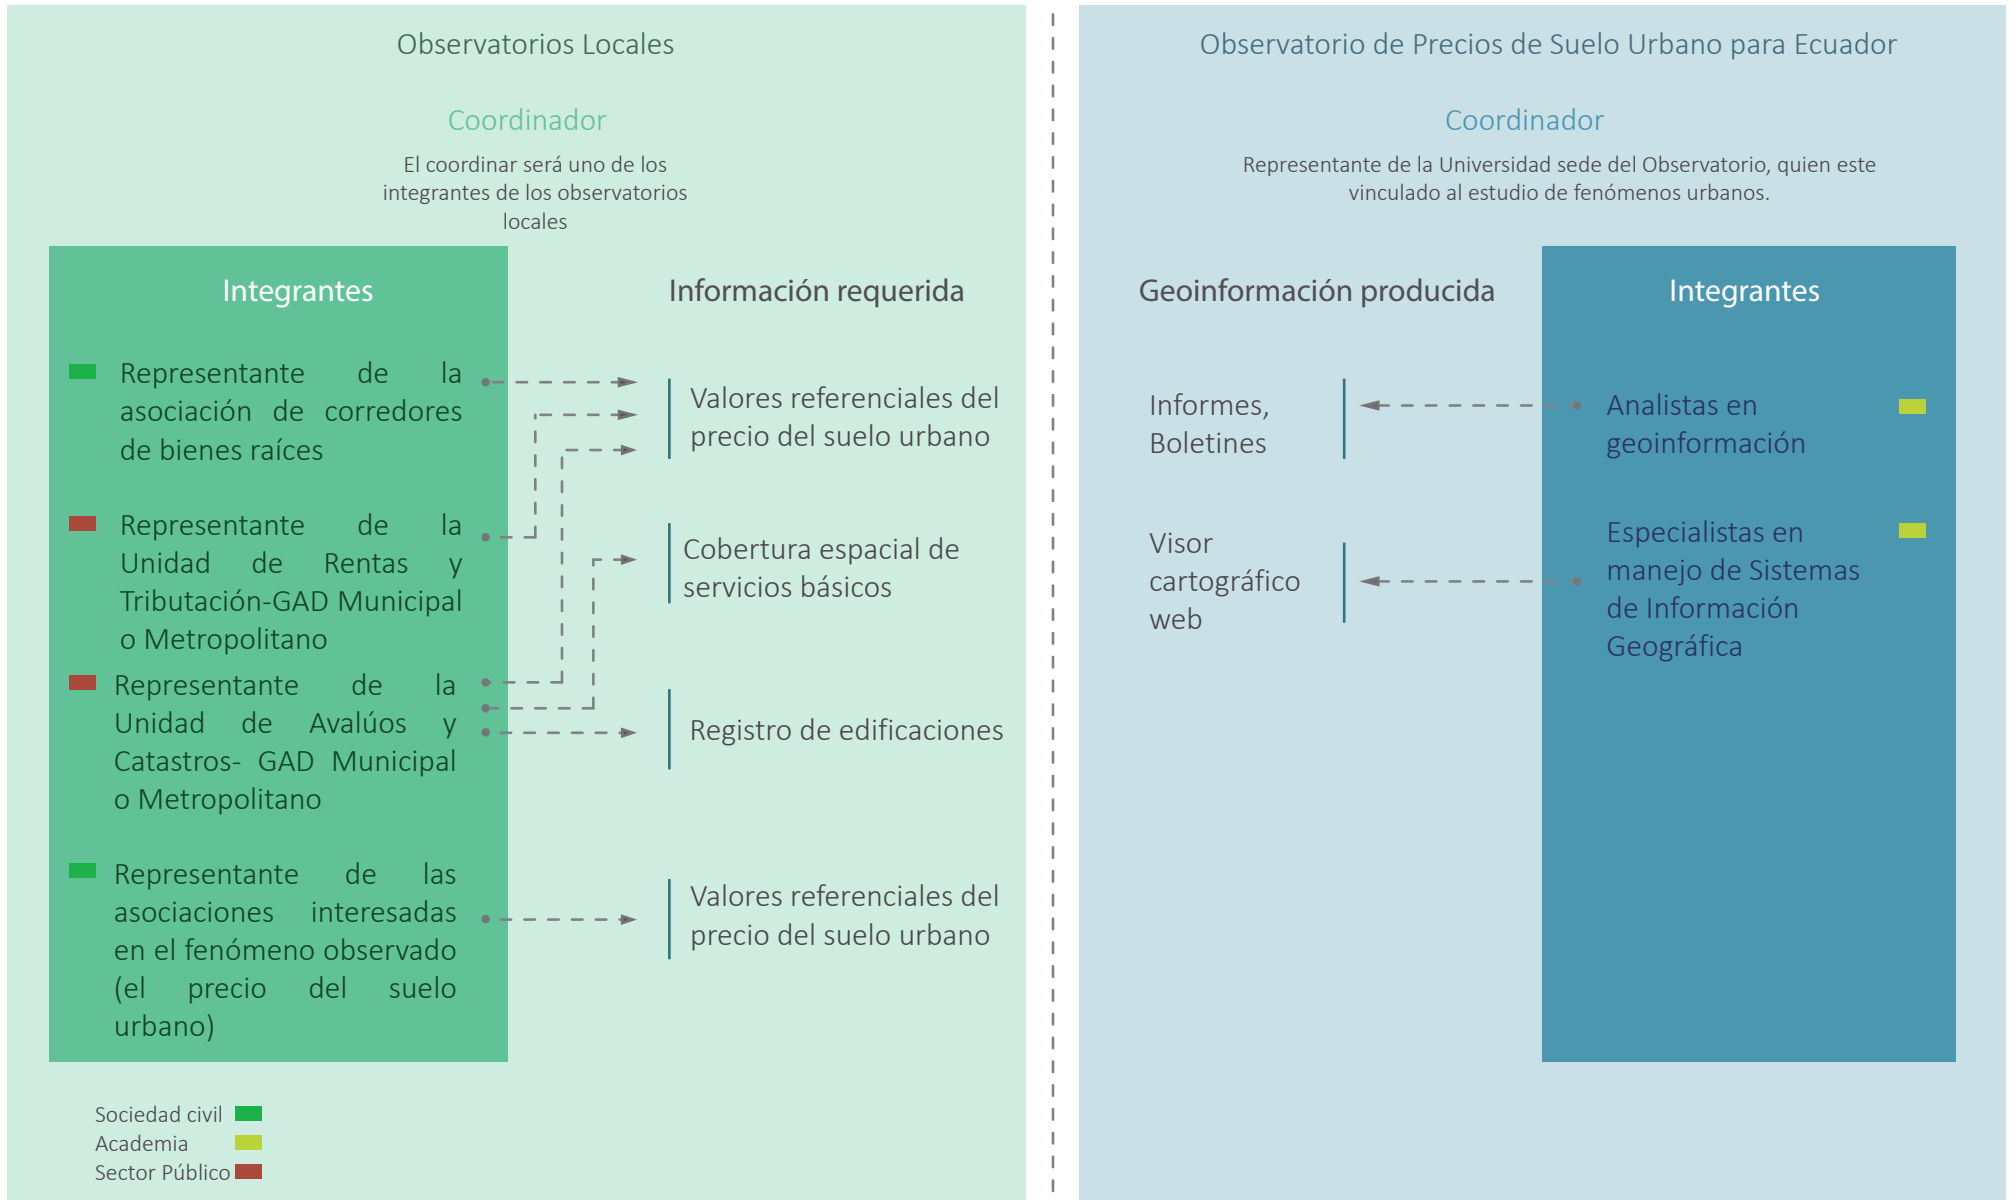 Observatorios Locales
Coordinador
El coordinar será uno de los
integrantes de los observatorios
locales
Integrantes
Representante de la
asociación de corredores
de bienes raíces
Representante de la
Unidad de Rentas y
Tributación-GAD Municipal
o Metropolitano
Representante de la
Unidad de Avalúos y
Catastros- GAD Municipal
o Metropolitano
Representante de las
asociaciones interesadas
en el fenómeno observado
(el precio del suelo
urbano)
Información requerida
Valores referenciales del
precio del suelo urbano
Cobertura espacial de
servicios básicos
Registro de edificaciones
Valores referenciales del
precio del suelo urbano
Sociedad civil
Academia
Sector Público
Observatorio de Precios de Suelo Urbano para Ecuador
Coordinador
Representante de la Universidad sede del Observatorio, quien este
vinculado al estudio de fenómenos urbanos.
Geoinformación producida
Informes,
Boletines
Visor
cartográfico
web
Integrantes
Analistas en
geoinformación
Especialistas en
manejo de Sistemas
de Información
Geográfica